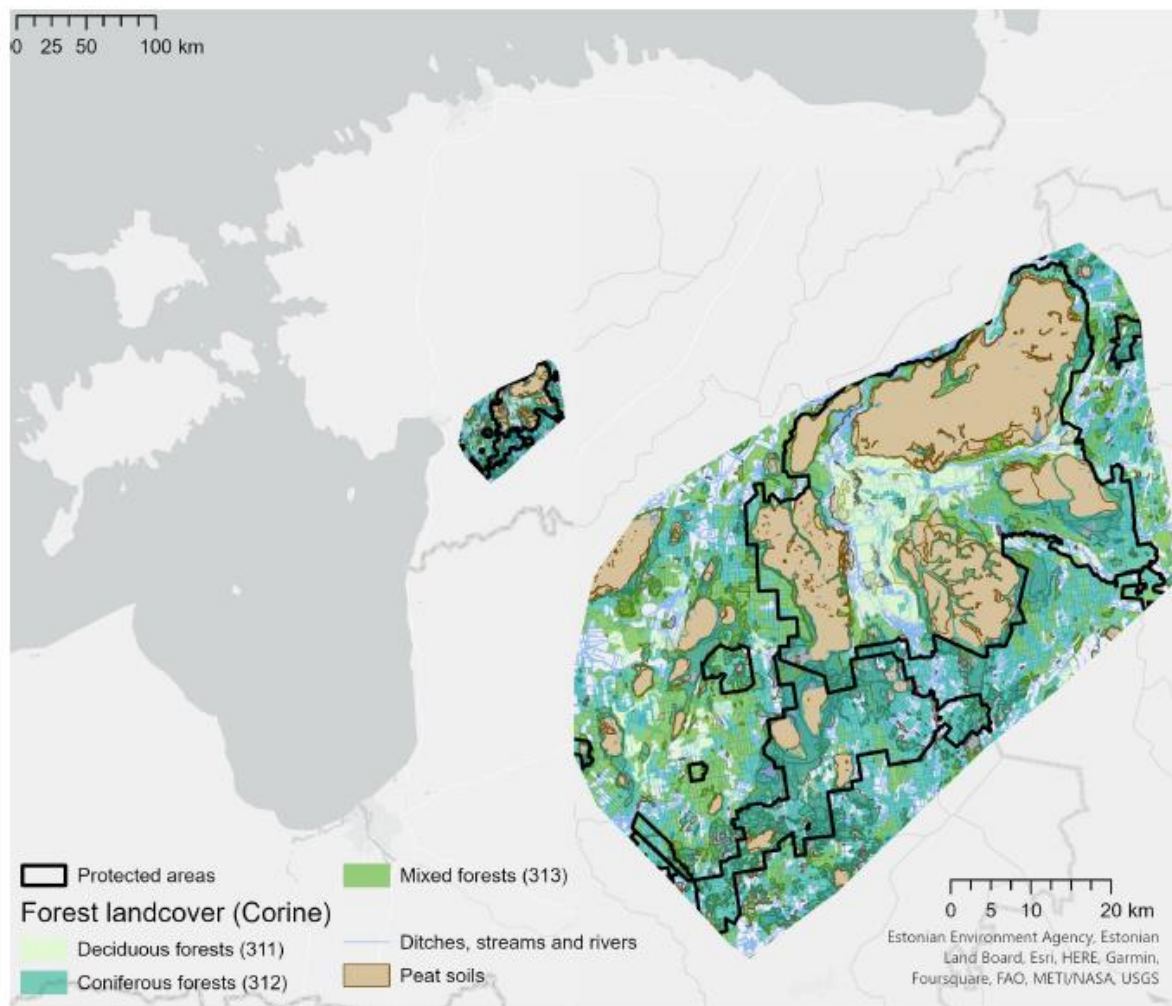 0 25 50 100 km
Protected areas
Forest landcover (Corine)
Deciduous forests (311)
Coniferous forests (312)
Mixed forests (313)
Ditches, streams and rivers
Peat soils
0 5 10 20 km
Estonian Environment Agency, Estonian
Land Board, Esri, HERE, Garmin,
Foursquare, FAO, METI/NASA, USGS